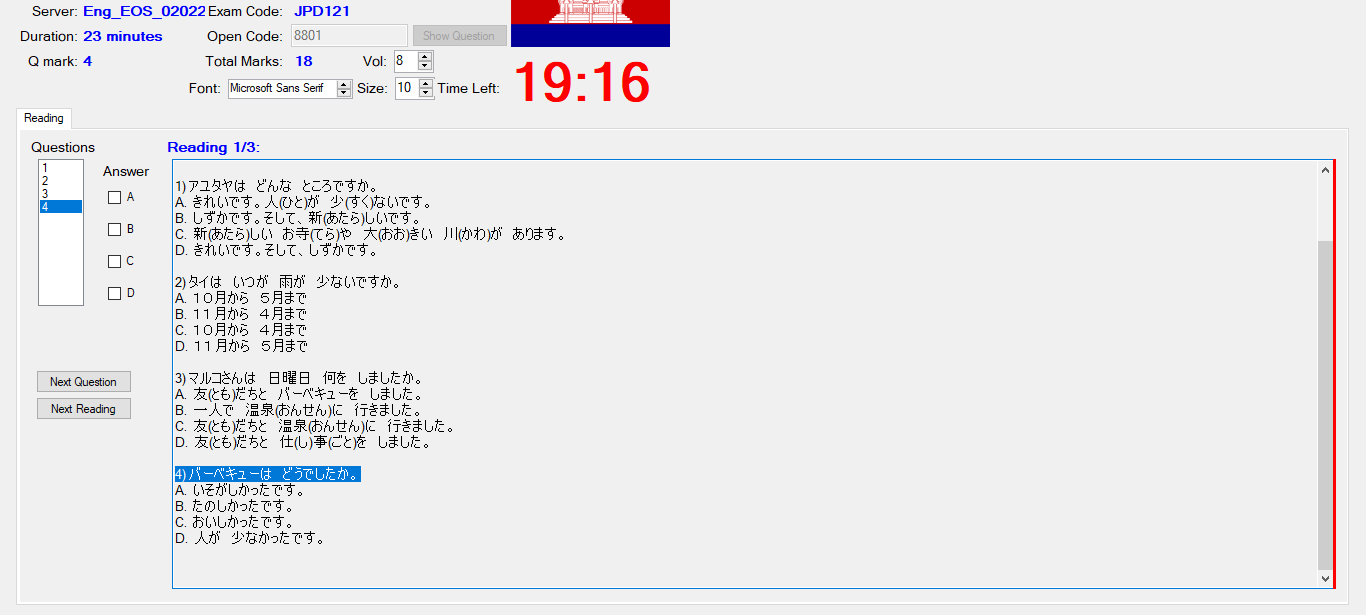 Server: Eng_EOS_02022 Exam Code: JPD121
Duration: 23 minutes Open Code: 8801 Show Question
Q mark: 4 Total Marks: 18 Vol: 8
Font: Microsoft Sans Serif Size: 10 Time Left: 19:16
Reading
Questions
1
2
3
4
Answer
A
B
C
D
Next Question
Next Reading
Reading 1/3:
1) アユタヤは どんな ところですか。
A. きれいです。人(ひと)が 少(すく)ないです。
B. しずかです。そして、新(あたら)しいです。
C. 新(あたら)しい お寺(てら)や 大(おお)きい 川(かわ)が あります。
D. きれいです。そして、しずかです。
2) タイは いつが 雨が 少ないですか。
A. １０月から ５月まで
B. １１月から ４月まで
C. １０月から ４月まで
D. １１月から ５月まで
3) マルコさんは 日曜日 何を しましたか。
A. 友(とも)だちと バーベキューを しました。
B. 一人で 温泉(おんせん)に 行きました。
C. 友(とも)だちと 温泉(おんせん)に 行きました。
D. 友(とも)だちと 仕(し)事(ごと)を しました。
4) バーベキューは どうでしたか。
A. いそがしかったです。
B. たのしかったです。
C. おいしかったです。
D. 人が 少なかったです。